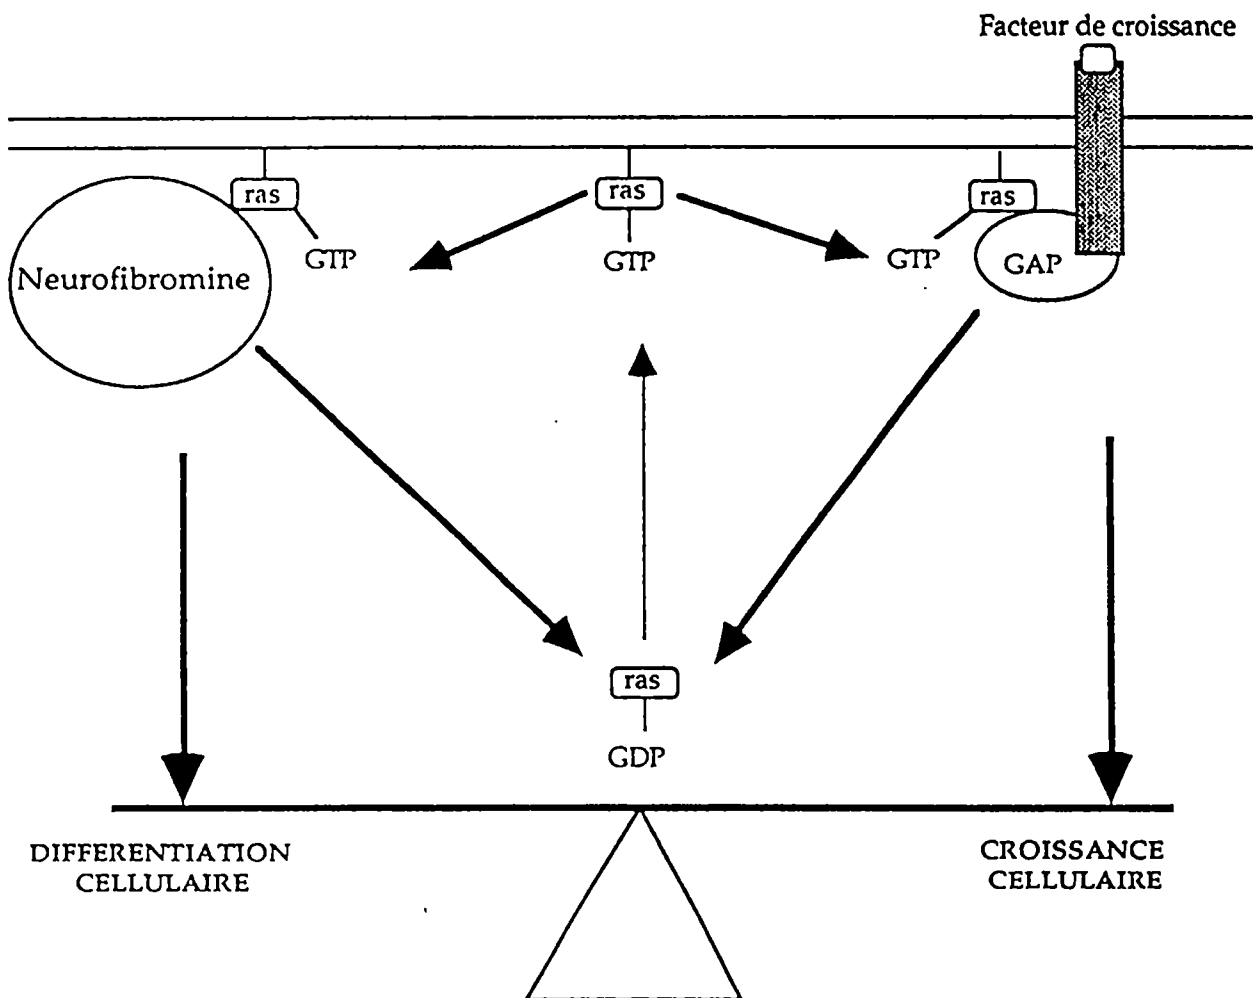 Facteur de croissance
ras
ras
ras
GTP
GTP
GTP
GAP
Neurofibromine
ras
GDP
DIFFERENTIATION
CELLULAIRE
CROISSANCE
CELLULAIRE